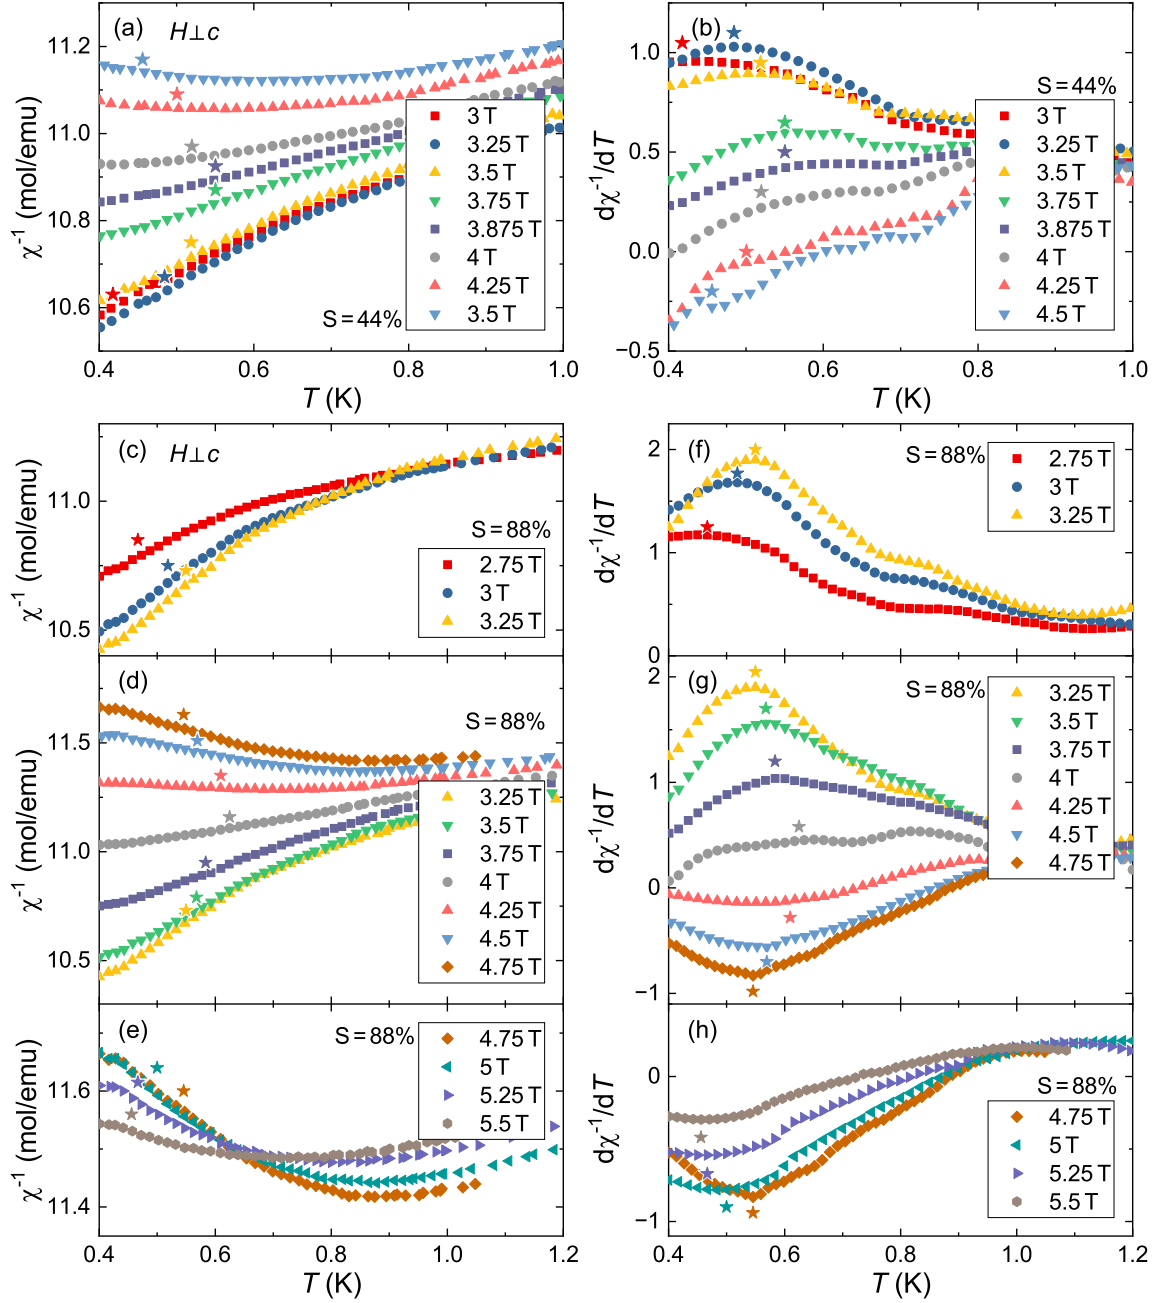 (a) H⊥c
11.2
11.0
10.8
10.6
χ⁻¹ (mol/emu)
3 T
3.25 T
3.5 T
3.75 T
3.875 T
4 T
4.25 T
3.5 T
S = 44%
0.4 0.6 0.8 1.0
T (K)
(b)
1.0
0.5
0.0
−0.5
dχ⁻¹/dT
S = 44%
3 T
3.25 T
3.5 T
3.75 T
3.875 T
4 T
4.25 T
4.5 T
0.4 0.6 0.8 1.0
T (K)
(c) H⊥c
11.0
10.5
χ⁻¹ (mol/emu)
S = 88%
2.75 T
3 T
3.25 T
(f)
2
1
0
dχ⁻¹/dT
S = 88%
2.75 T
3 T
3.25 T
(d)
11.5
11.0
10.5
χ⁻¹ (mol/emu)
S = 88%
3.25 T
3.5 T
3.75 T
4 T
4.25 T
4.5 T
4.75 T
(g)
2
1
0
−1
dχ⁻¹/dT
S = 88%
3.25 T
3.5 T
3.75 T
4 T
4.25 T
4.5 T
4.75 T
(e)
11.6
11.4
χ⁻¹ (mol/emu)
S = 88%
4.75 T
5 T
5.25 T
5.5 T
0.4 0.6 0.8 1.0 1.2
T (K)
(h)
0
−1
dχ⁻¹/dT
S = 88%
4.75 T
5 T
5.25 T
5.5 T
0.4 0.6 0.8 1.0 1.2
T (K)